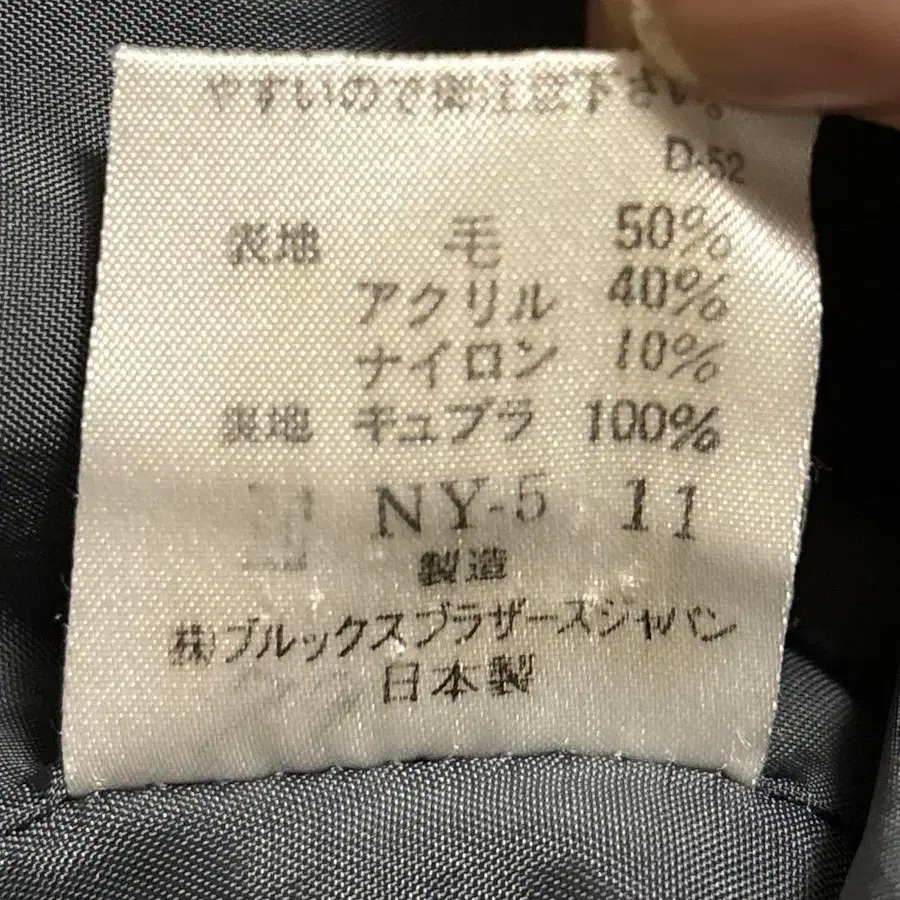 やすいので御注意下さい。
D-52
表地 毛 50%
アクリル 40%
ナイロン 10%
裏地 キュプラ 100%
NY-5 11
製造
㈱ブルックスブラザーズジャパン
日本製